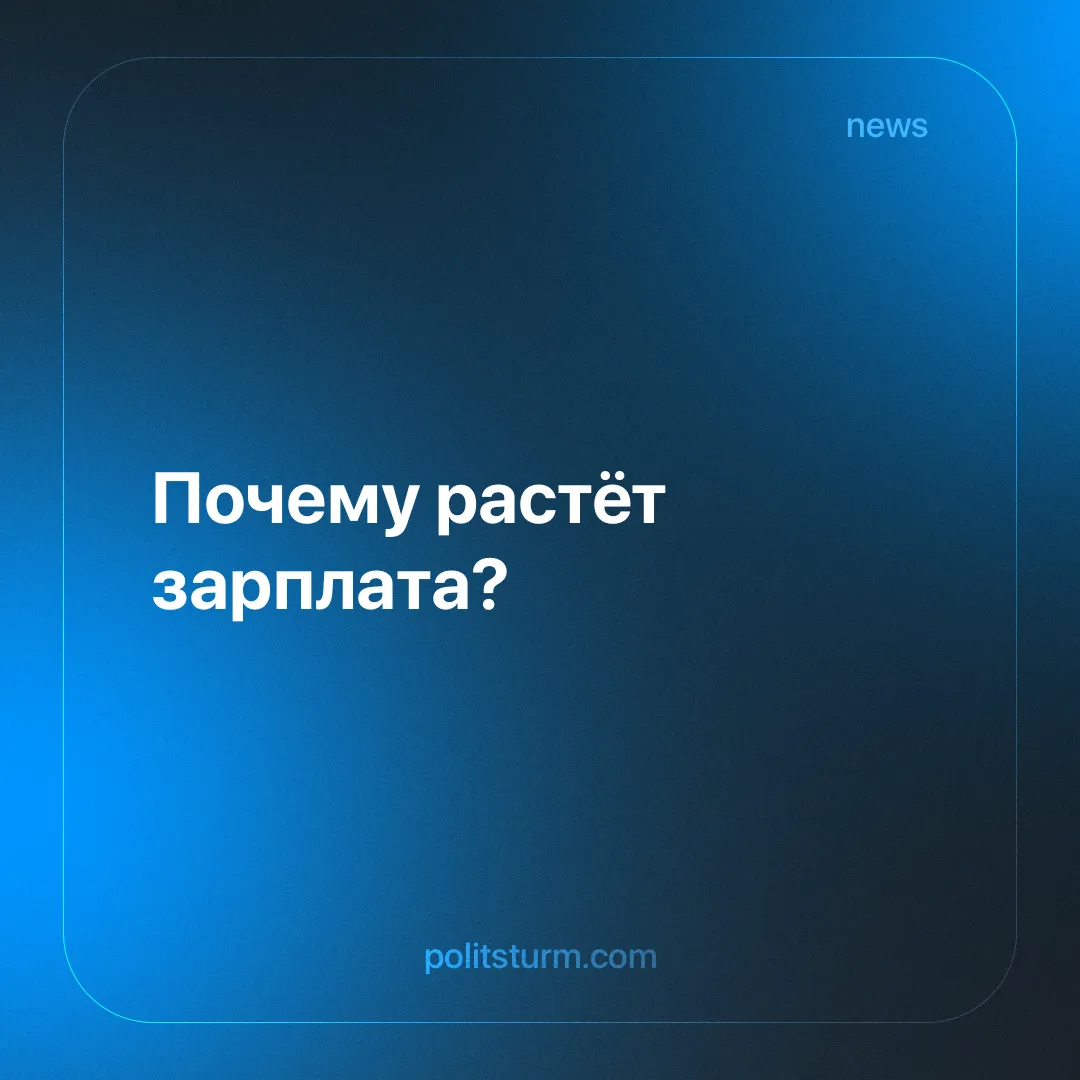 news
Почему растёт
зарплата?
politsturm.com